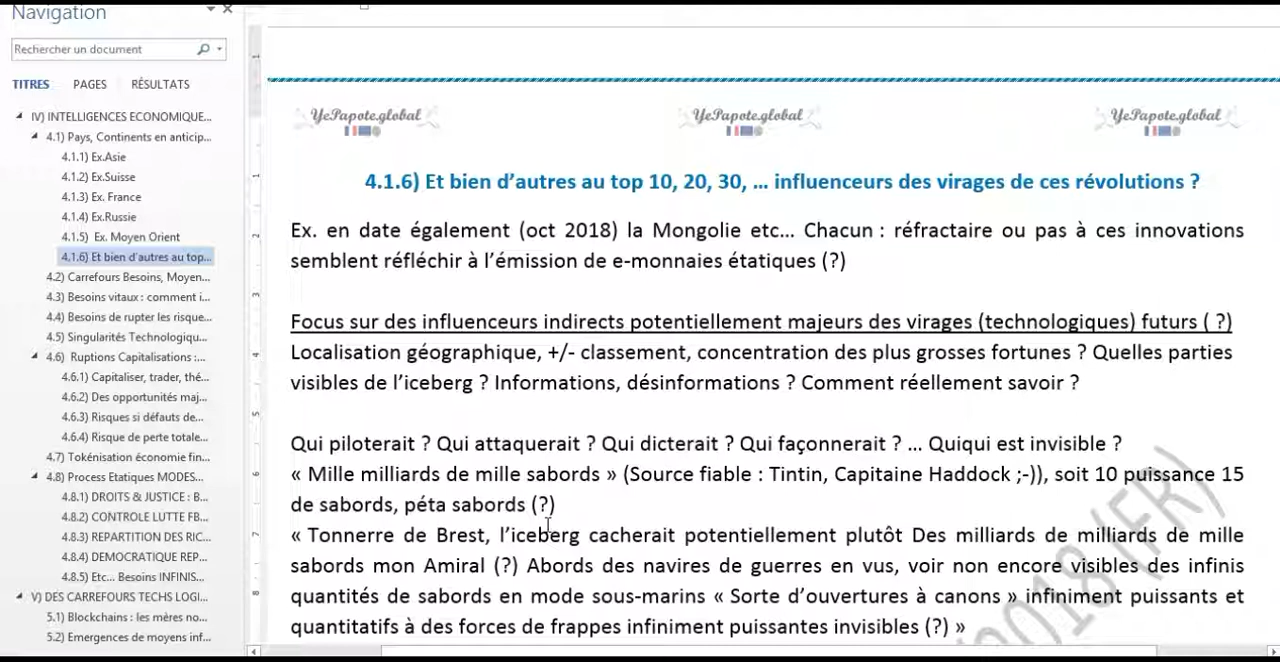 Navigation
Rechercher un document
TITRES PAGES RÉSULTATS
IV) INTELLIGENCES ECONOMIQUE...
4.1) Pays, Continents en anticip...
4.1.1) Ex.Asie
4.1.2) Ex.Suisse
4.1.3) Ex. France
4.1.4) Ex.Russie
4.1.5) Ex. Moyen Orient
4.1.6) Et bien d'autres au top...
4.2) Carrefours Besoins, Moyen...
4.3) Besoins vitaux : comment i...
4.4) Besoins de rupter les risque...
4.5) Singularités Technologiqu...
4.6) Ruptions Capitalisations :...
4.6.1) Capitaliser, trader, thé...
4.6.2) Des opportunités maj...
4.6.3) Risques si défauts de...
4.6.4) Risque de perte totale...
4.7) Tokénisation économie fin...
4.8) Process Etatiques MODES...
4.8.1) DROITS & JUSTICE : B...
4.8.2) CONTROLE LUTTE FB...
4.8.3) REPARTITION DES RIC...
4.8.4) DEMOCRATIQUE REP...
4.8.5) Etc... Besoins INFINIS...
V) DES CARREFOURS TECHS LOGI...
5.1) Blockchains : les mères no...
5.2) Emergences de moyens inf...
YePapote.global YePapote.global YePapote.global
4.1.6) Et bien d'autres au top 10, 20, 30, ... influenceurs des virages de ces révolutions ?
Ex. en date également (oct 2018) la Mongolie etc... Chacun : réfractaire ou pas à ces innovations
semblent réfléchir à l'émission de e-monnaies étatiques (?)
Focus sur des influenceurs indirects potentiellement majeurs des virages (technologiques) futurs ( ?)
Localisation géographique, +/- classement, concentration des plus grosses fortunes ? Quelles parties
visibles de l'iceberg ? Informations, désinformations ? Comment réellement savoir ?
Qui piloterait ? Qui attaquerait ? Qui dicterait ? Qui façonnerait ? ... Quiqui est invisible ?
« Mille milliards de mille sabords » (Source fiable : Tintin, Capitaine Haddock ;-)), soit 10 puissance 15
de sabords, péta sabords (?)
« Tonnerre de Brest, l'iceberg cacherait potentiellement plutôt Des milliards de milliards de mille
sabords mon Amiral (?) Abords des navires de guerres en vus, voir non encore visibles des infinis
quantités de sabords en mode sous-marins « Sorte d'ouvertures à canons » infiniment puissants et
quantitatifs à des forces de frappes infiniment puissantes invisibles (?) »
2018 (FR)
1
1
2
3
4
5
6
7
8